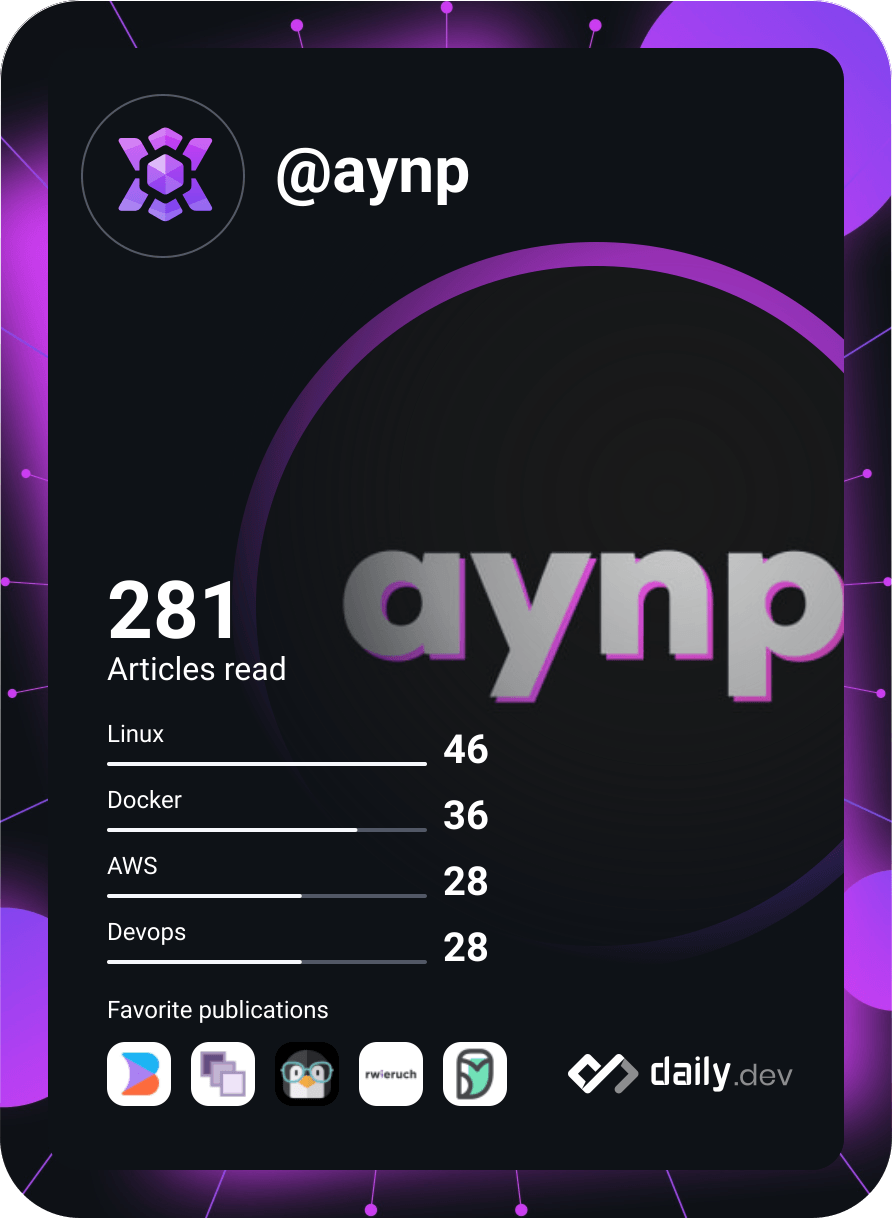 @aynp
aynp
281
Articles read
Linux
46
Docker
36
AWS
28
Devops
28
Favorite publications
rwieruch
daily.dev